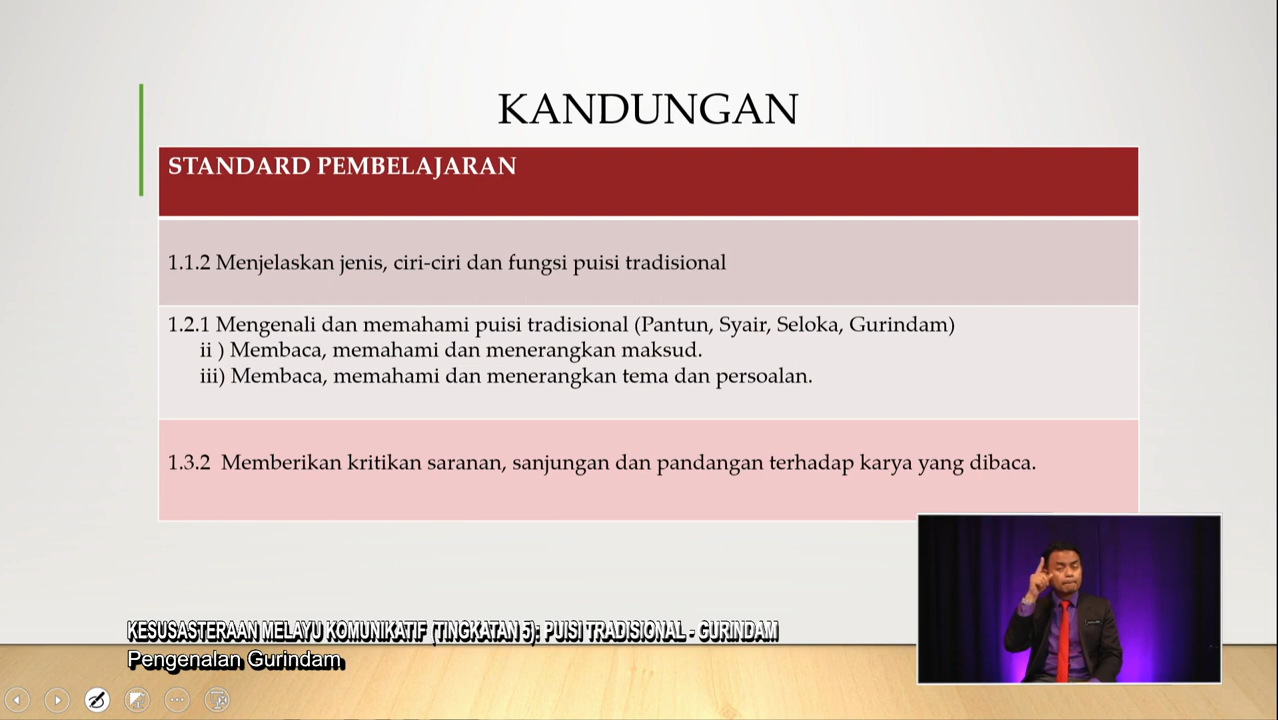 KANDUNGAN
STANDARD PEMBELAJARAN
1.1.2 Menjelaskan jenis, ciri-ciri dan fungsi puisi tradisional
1.2.1 Mengenali dan memahami puisi tradisional (Pantun, Syair, Seloka, Gurindam)
ii ) Membaca, memahami dan menerangkan maksud.
iii) Membaca, memahami dan menerangkan tema dan persoalan.
1.3.2 Memberikan kritikan saranan, sanjungan dan pandangan terhadap karya yang dibaca.
KESUSASTERAAN MELAYU KOMUNIKATIF (TINGKATAN 5): PUISI TRADISIONAL - GURINDAM
Pengenalan Gurindam